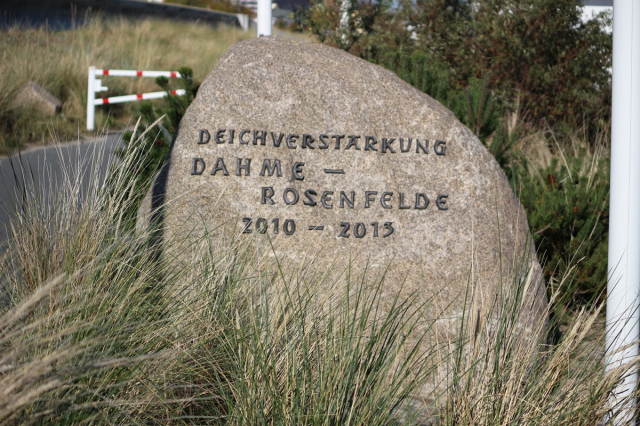 DEICHVERSTÄRKUNG
DAHME –
ROSENFELDE
2010 – 2013